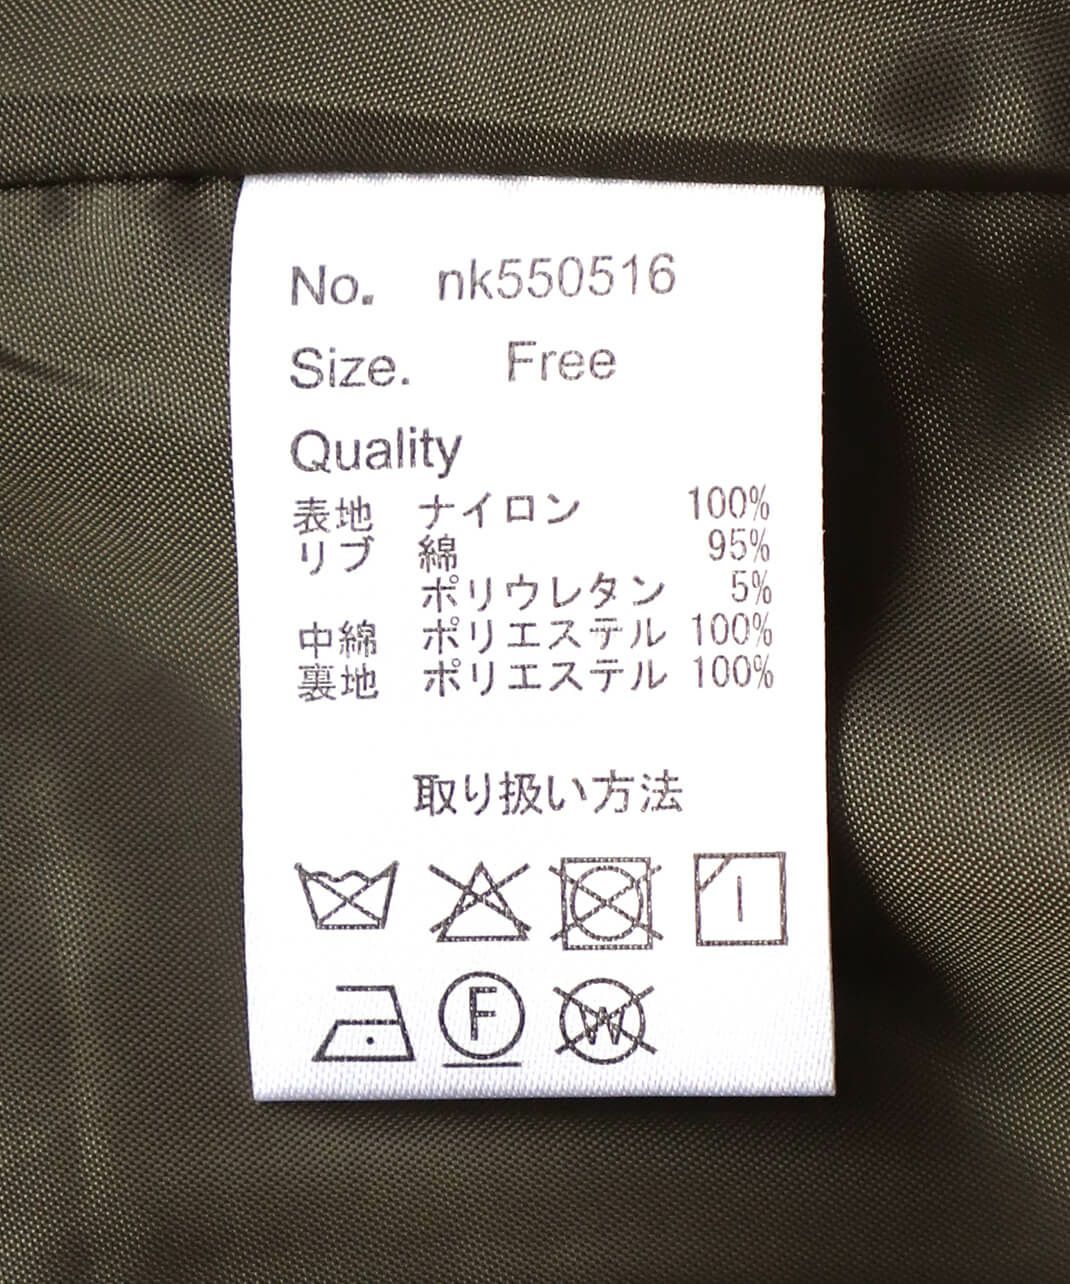 No. nk550516
Size. Free
Quality
表地 ナイロン 100%
リブ 綿 95%
ポリウレタン 5%
中綿 ポリエステル 100%
裏地 ポリエステル 100%
取り扱い方法
F W